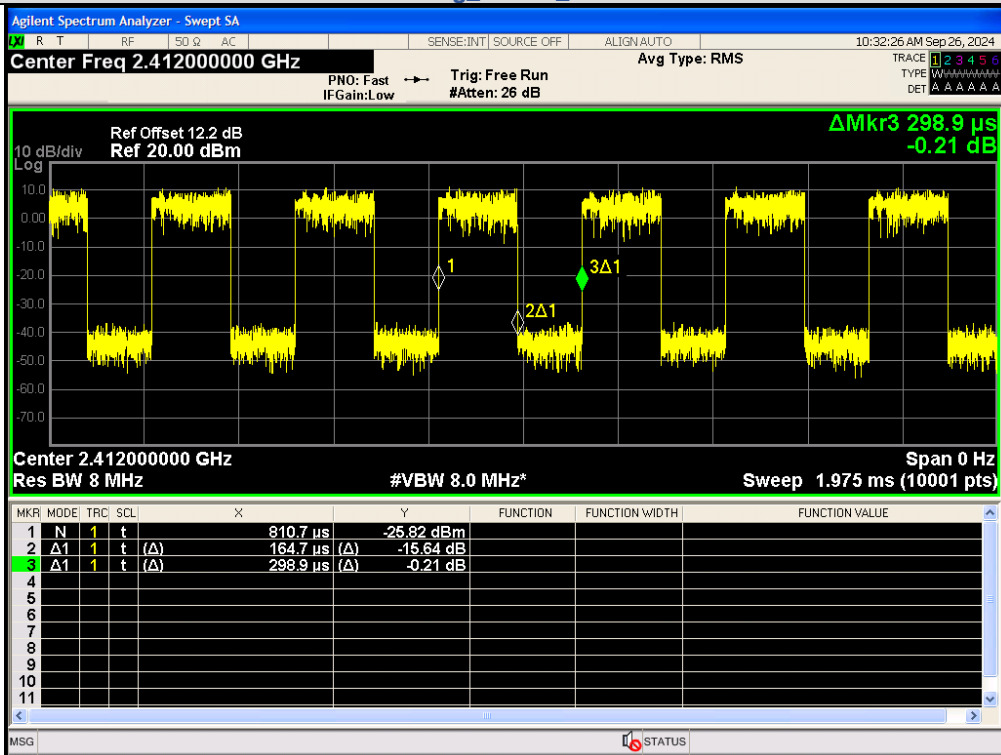 Agilent Spectrum Analyzer - Swept SA
LXI R T RF 50 Ω AC SENSE:INT SOURCE OFF ALIGN AUTO 10:32:26 AM Sep 26, 2024
Center Freq 2.412000000 GHz Avg Type: RMS TRACE 1 2 3 4 5 6
PNO: Fast Trig: Free Run TYPE WWWWWW
IFGain:Low #Atten: 26 dB DET A A A A A A
ΔMkr3 298.9 µs
Ref Offset 12.2 dB
10 dB/div Ref 20.00 dBm -0.21 dB
Log
10.0
0.00
-10.0
1
3Δ1
-20.0
-30.0
2Δ1
-40.0
-50.0
-60.0
-70.0
Center 2.412000000 GHz Span 0 Hz
Res BW 8 MHz #VBW 8.0 MHz* Sweep 1.975 ms (10001 pts)
MKR MODE TRC SCL X Y FUNCTION FUNCTION WIDTH FUNCTION VALUE
1 N 1 t 810.7 µs -25.82 dBm
2 Δ1 1 t (Δ) 164.7 µs (Δ) -15.64 dB
3 Δ1 1 t (Δ) 298.9 µs (Δ) -0.21 dB
4
5
6
7
8
9
10
11
MSG STATUS